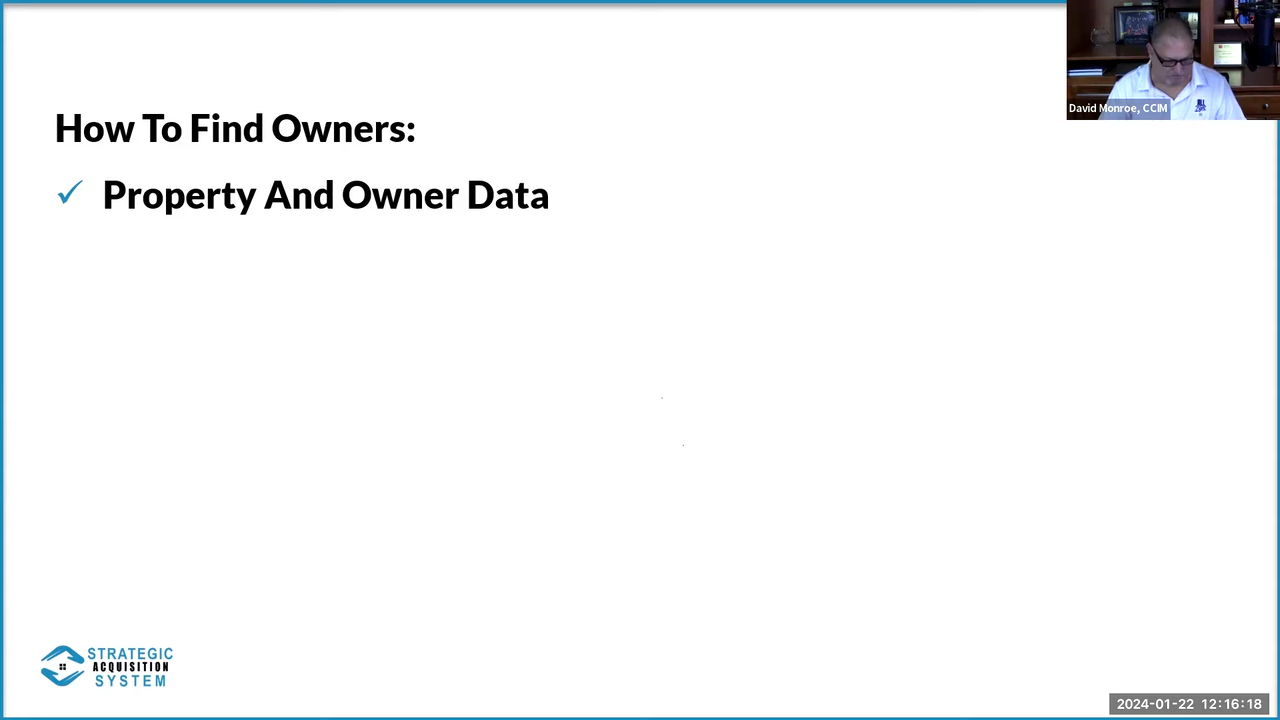 How To Find Owners:
✓ Property And Owner Data
David Monroe, CCIM
STRATEGIC
ACQUISITION
SYSTEM
2024-01-22 12:16:18